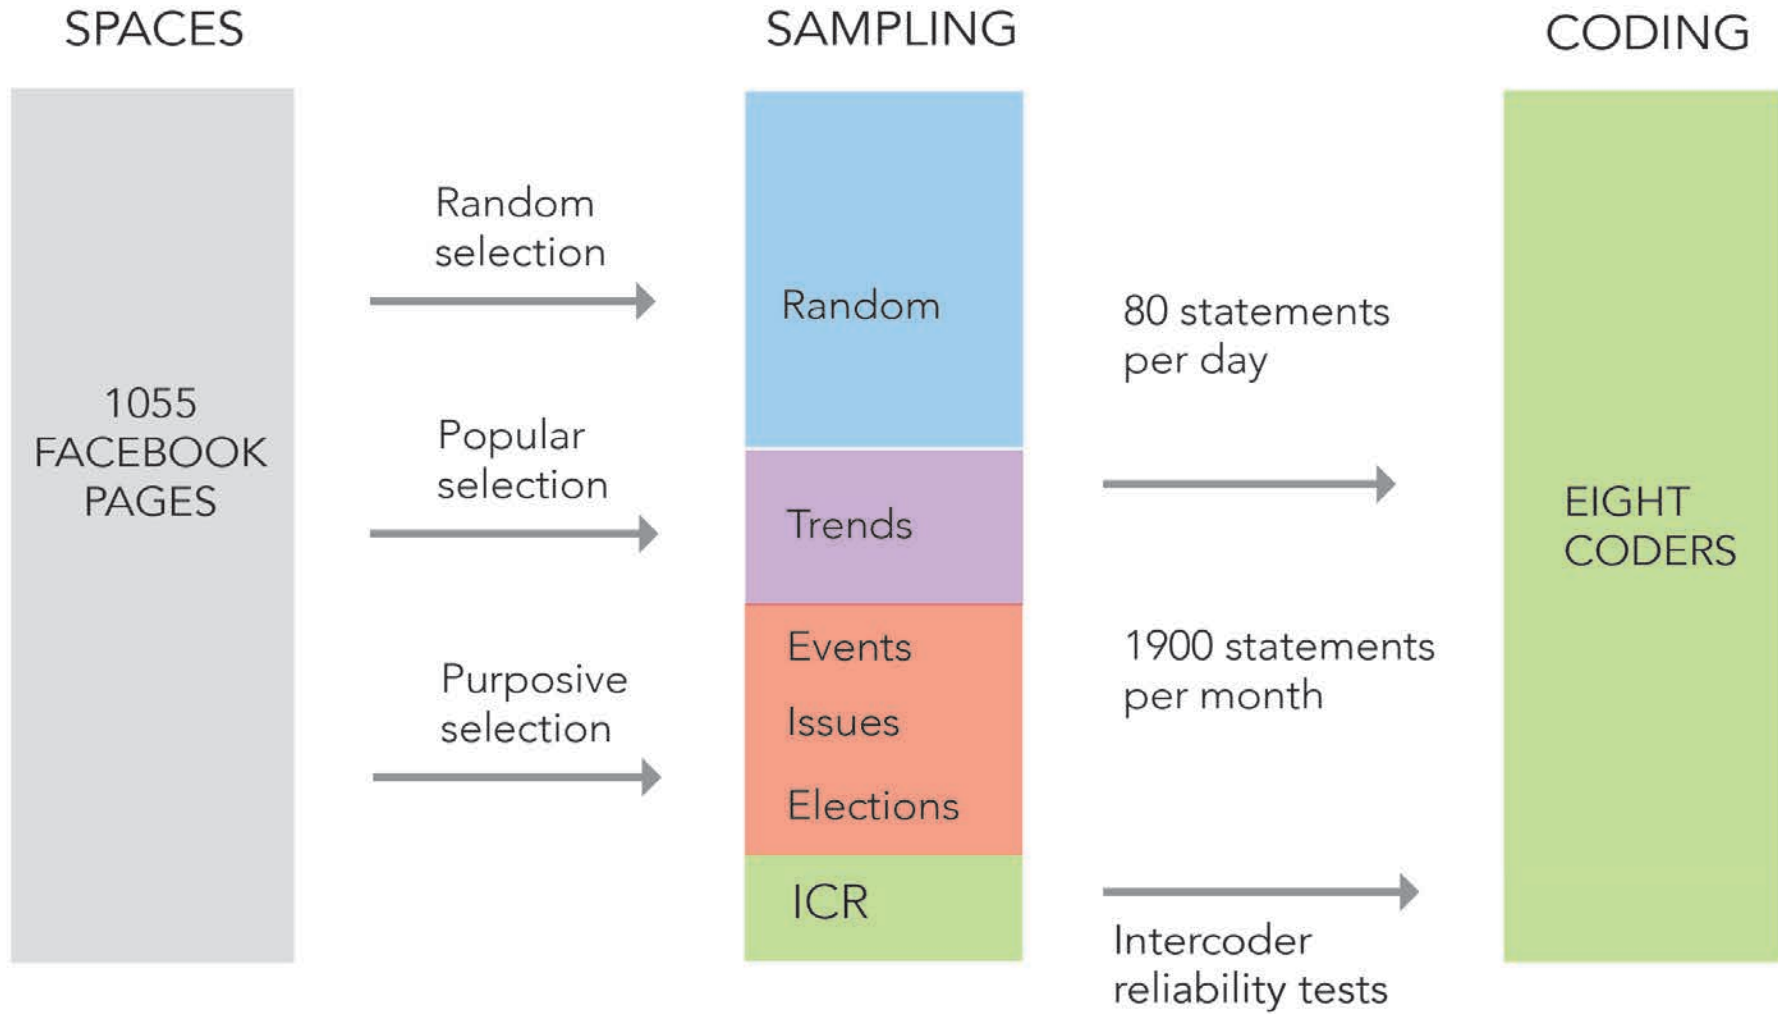 SPACES
SAMPLING
CODING
1055
FACEBOOK
PAGES
Random
selection
Popular
selection
Purposive
selection
Random
Trends
Events
Issues
Elections
ICR
80 statements
per day
1900 statements
per month
Intercoder
reliability tests
EIGHT
CODERS